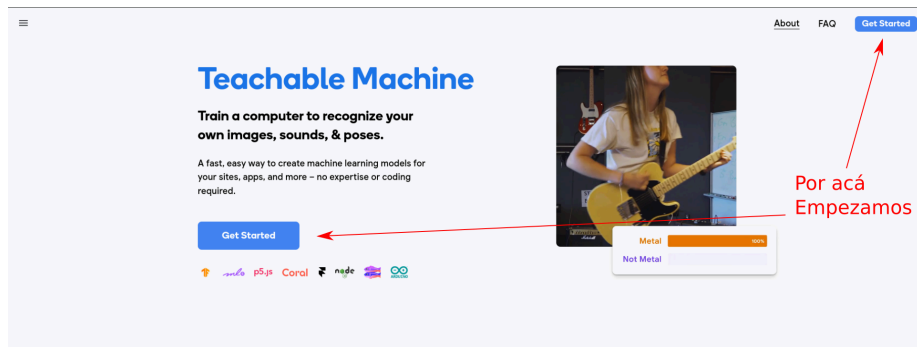 About FAQ Get Started
Teachable Machine
Train a computer to recognize your
own images, sounds, & poses.
A fast, easy way to create machine learning models for
your sites, apps, and more – no expertise or coding
required.
Get Started
p5.js Coral node ARDUINO
Metal 100%
Not Metal
Por acá
Empezamos